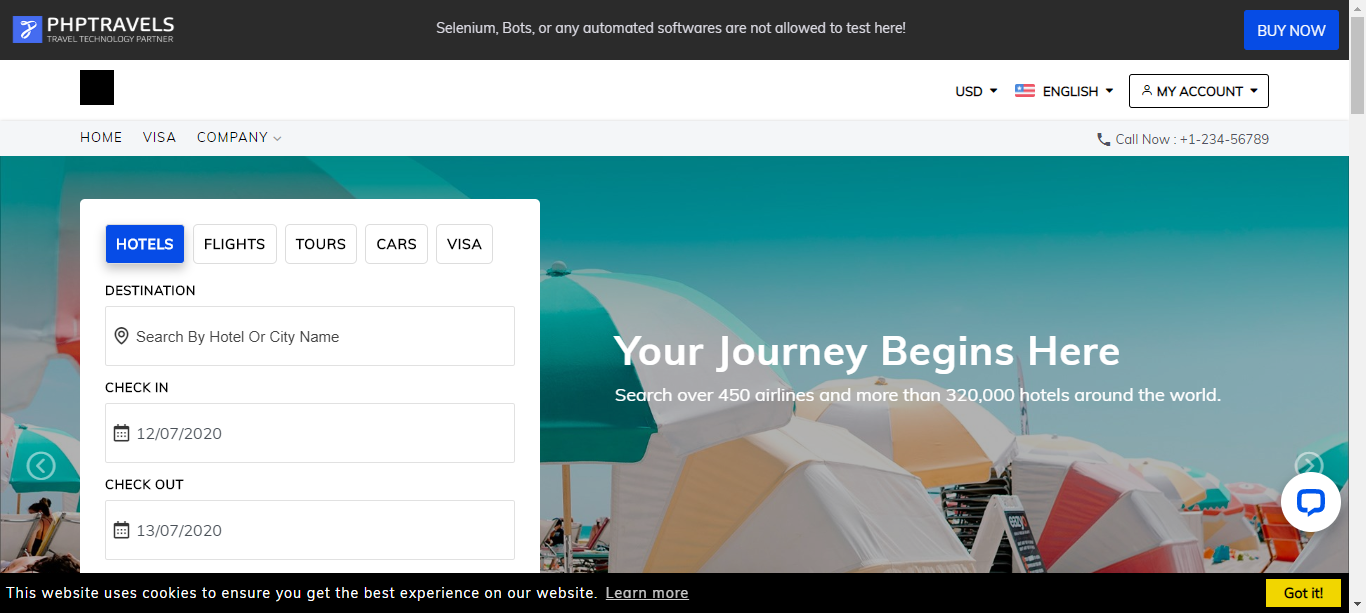 PHPTRAVELS
TRAVEL TECHNOLOGY PARTNER
Selenium, Bots, or any automated softwares are not allowed to test here!
BUY NOW
USD ENGLISH MY ACCOUNT
HOME VISA COMPANY
Call Now : +1-234-56789
HOTELS FLIGHTS TOURS CARS VISA
DESTINATION
Search By Hotel Or City Name
CHECK IN
12/07/2020
CHECK OUT
13/07/2020
Your Journey Begins Here
Search over 450 airlines and more than 320,000 hotels around the world.
This website uses cookies to ensure you get the best experience on our website. Learn more
Got it!